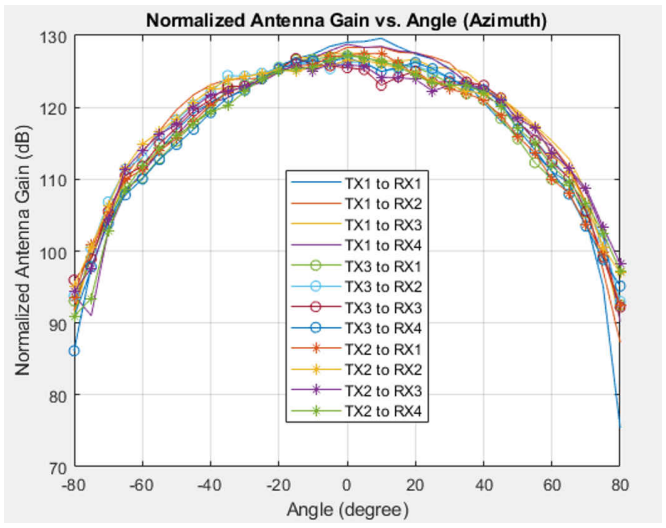 Normalized Antenna Gain vs. Angle (Azimuth)
130
120
110
100
90
80
70
Normalized Antenna Gain (dB)
TX1 to RX1
TX1 to RX2
TX1 to RX3
TX1 to RX4
TX3 to RX1
TX3 to RX2
TX3 to RX3
TX3 to RX4
TX2 to RX1
TX2 to RX2
TX2 to RX3
TX2 to RX4
-80 -60 -40 -20 0 20 40 60 80
Angle (degree)